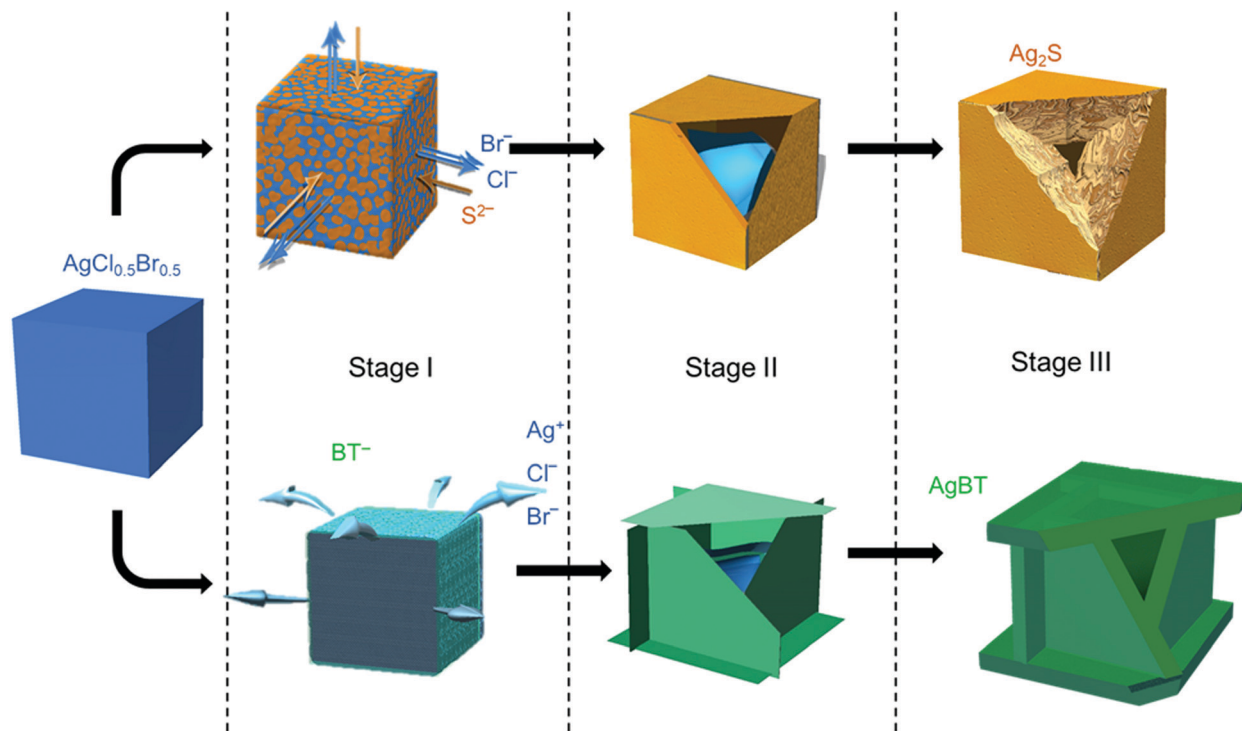 Ag₂S
Br⁻
Cl⁻
S²⁻
AgCl₀.₅Br₀.₅
Stage I
Stage II
Stage III
BT⁻
Ag⁺
Cl⁻
Br⁻
AgBT